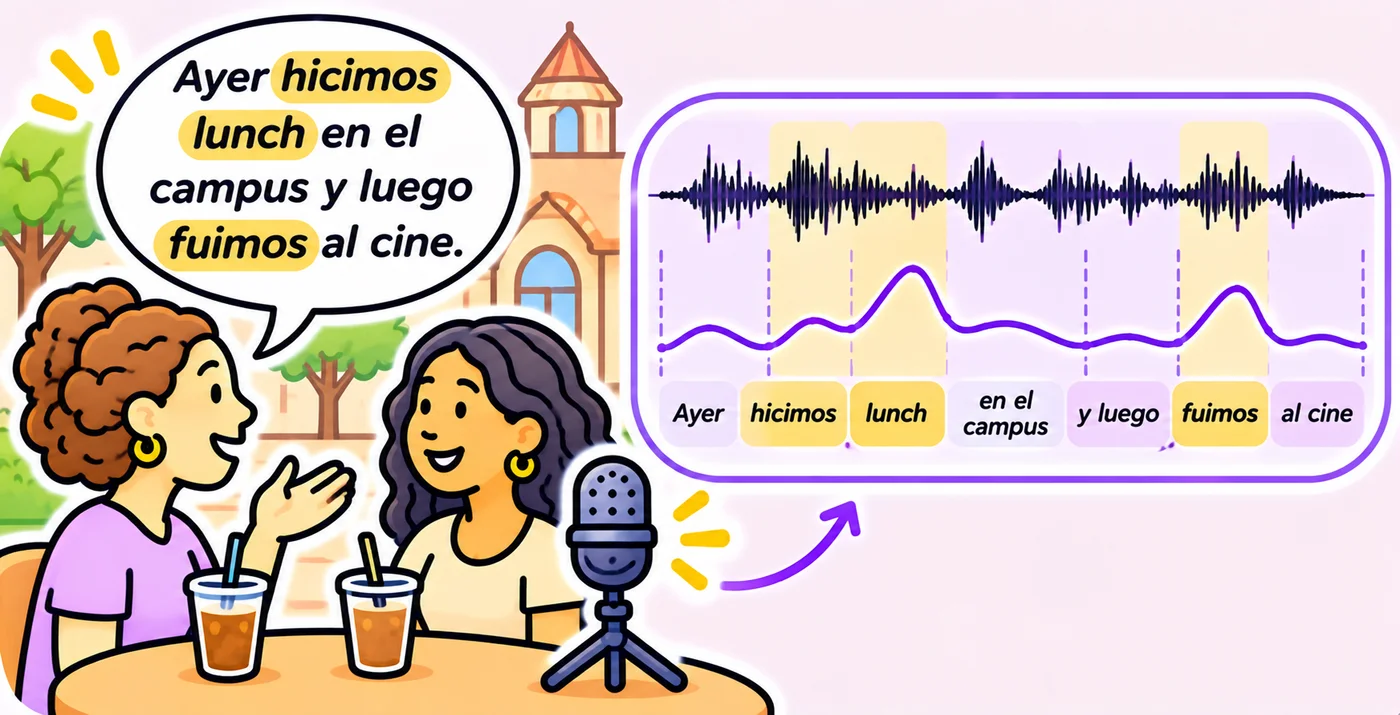 Ayer hicimos
lunch en el
campus y luego
fuimos al cine.
Ayer
hicimos
lunch
en el
campus
y luego
fuimos
al cine